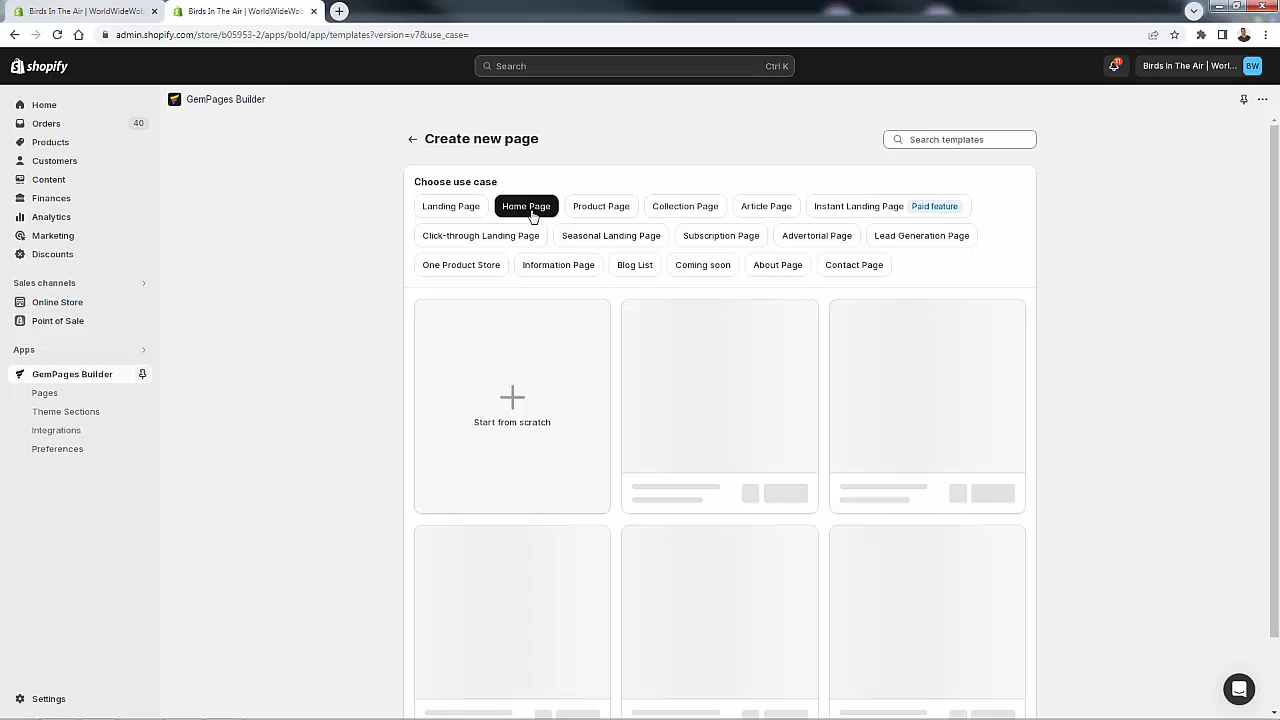 Birds In The Air | WorldWideWob
Birds In The Air | WorldWideWob
admin.shopify.com/store/b05953-2/apps/bold/app/templates?version=v7&use_case=
shopify
Search
Ctrl K
11
Birds In The Air | Worl...
BW
Home
Orders
40
Products
Customers
Content
Finances
Analytics
Marketing
Discounts
Sales channels
Online Store
Point of Sale
Apps
GemPages Builder
Pages
Theme Sections
Integrations
Preferences
Settings
GemPages Builder
Create new page
Search templates
Choose use case
Landing Page
Home Page
Product Page
Collection Page
Article Page
Instant Landing Page
Paid feature
Click-through Landing Page
Seasonal Landing Page
Subscription Page
Advertorial Page
Lead Generation Page
One Product Store
Information Page
Blog List
Coming soon
About Page
Contact Page
Start from scratch